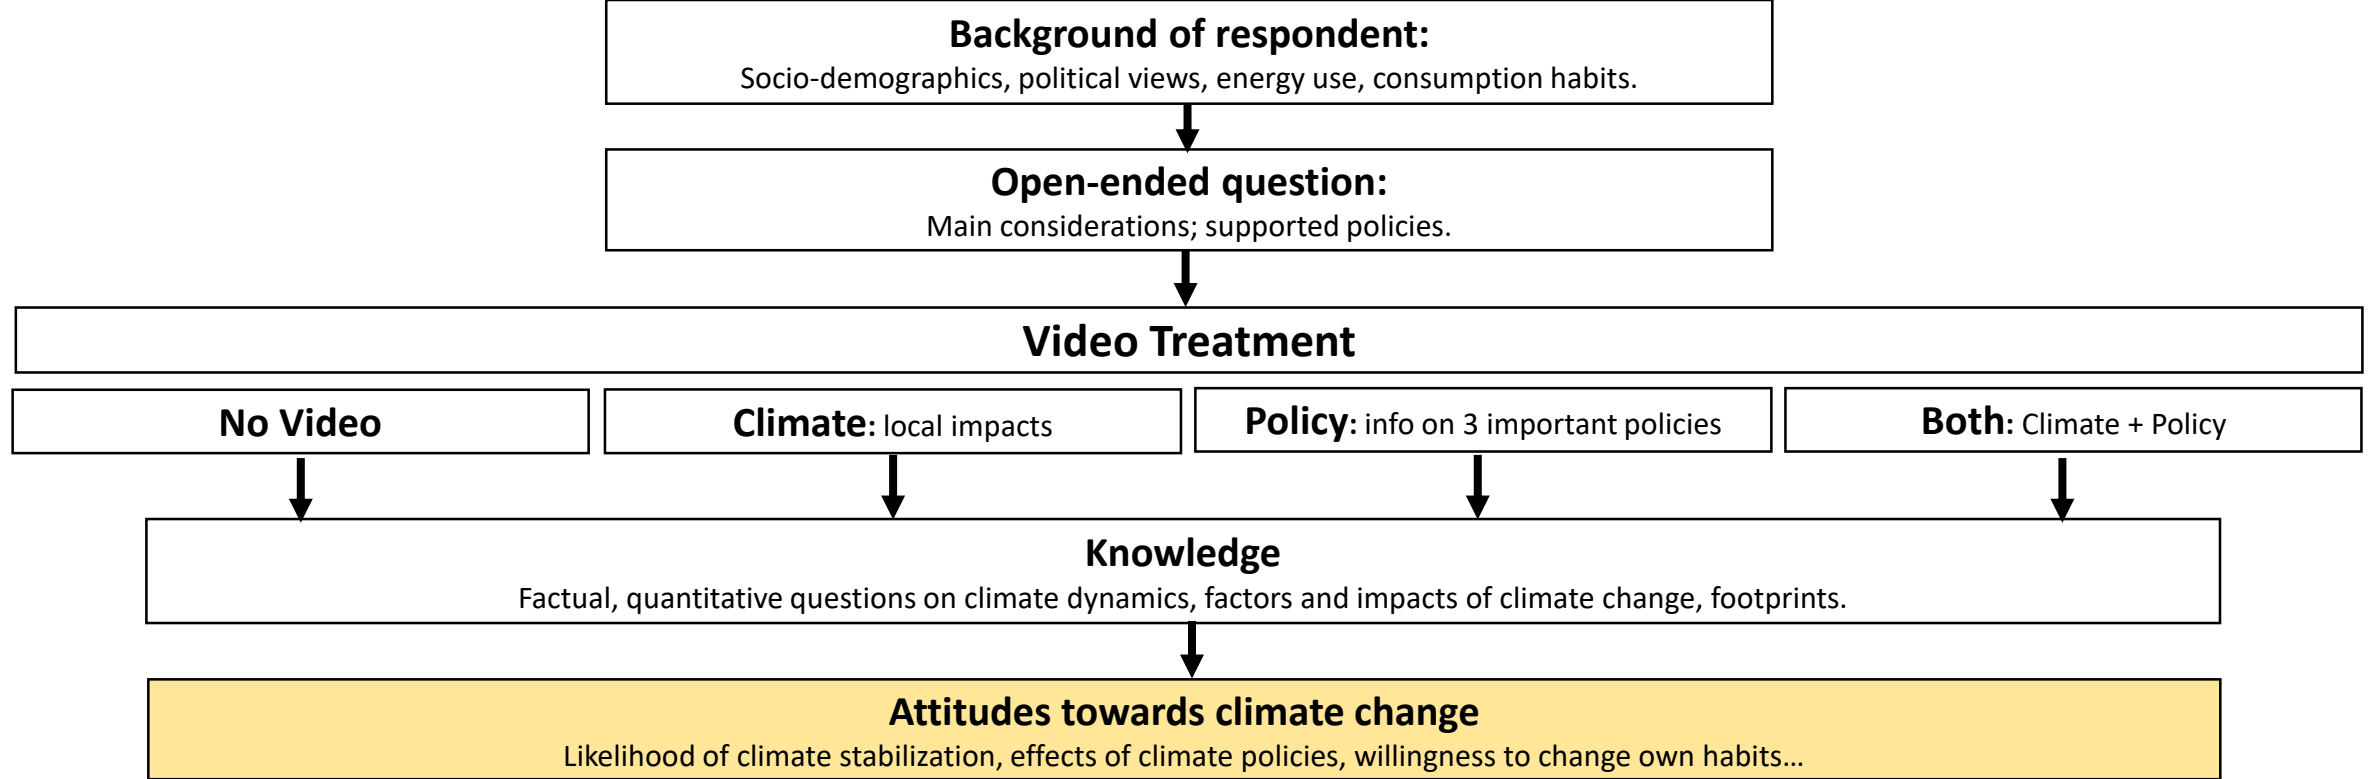 Background of respondent:
Socio-demographics, political views, energy use, consumption habits.
Open-ended question:
Main considerations; supported policies.
Video Treatment
No Video
Climate: local impacts
Policy: info on 3 important policies
Both: Climate + Policy
Knowledge
Factual, quantitative questions on climate dynamics, factors and impacts of climate change, footprints.
Attitudes towards climate change
Likelihood of climate stabilization, effects of climate policies, willingness to change own habits...